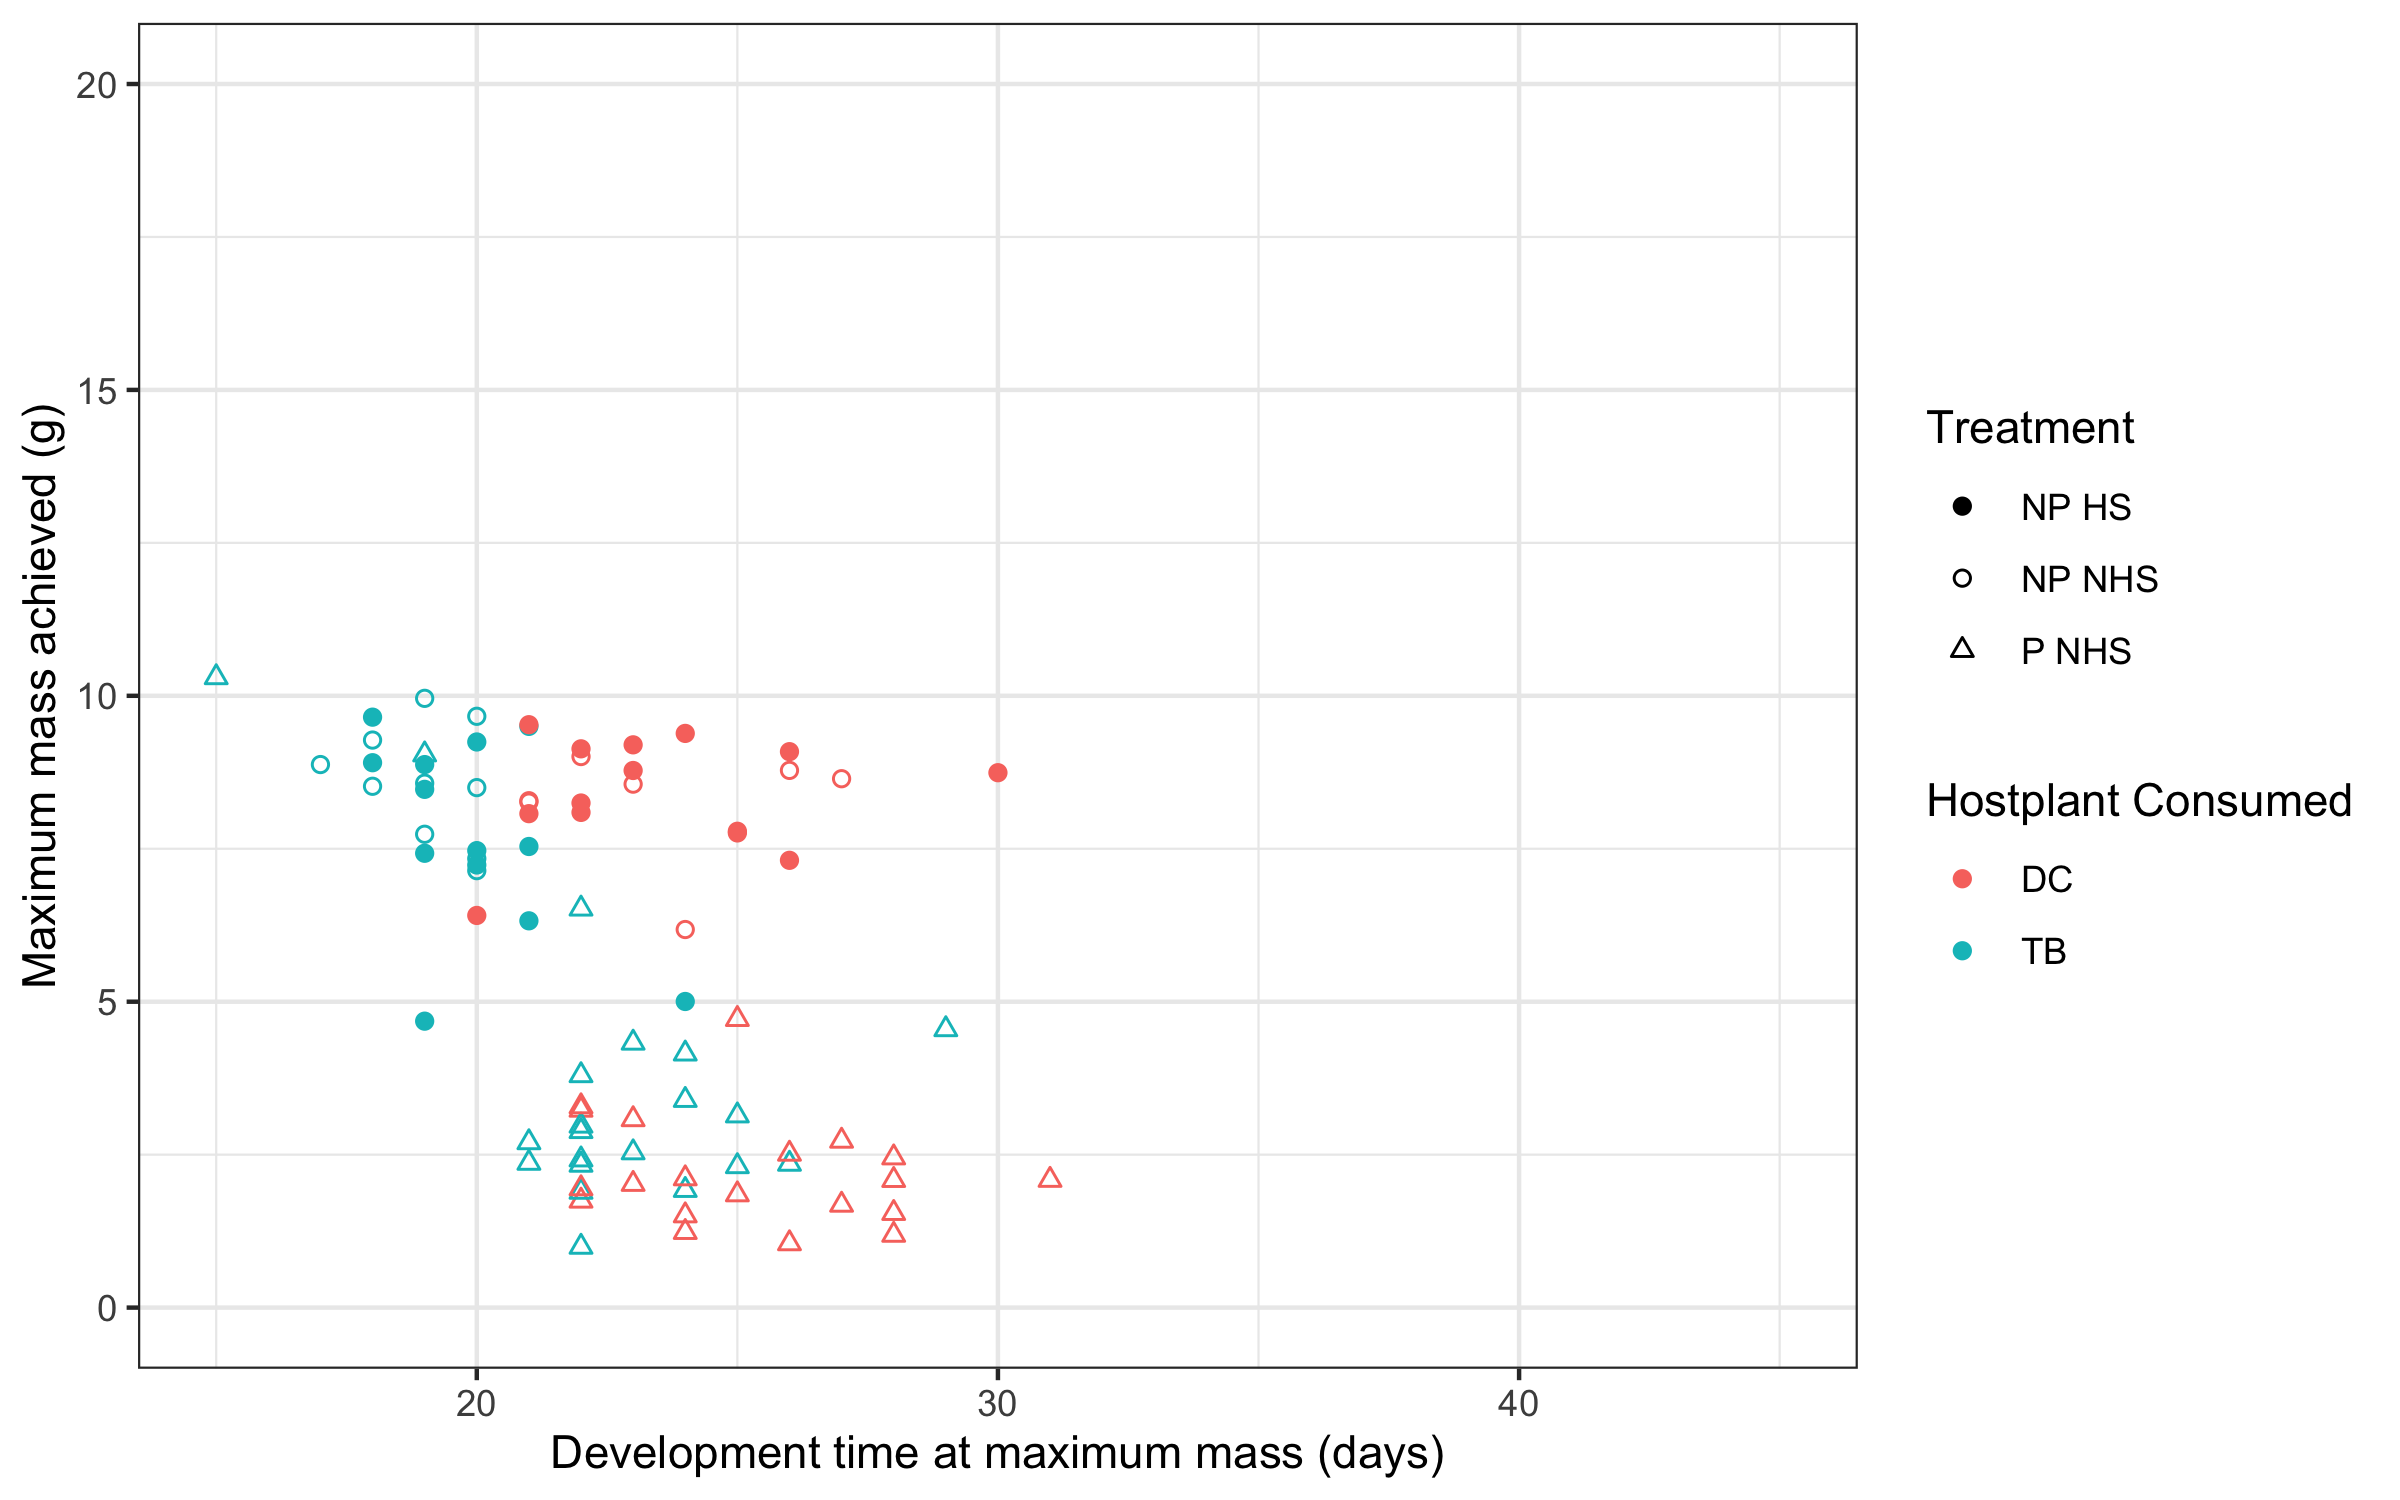 Maximum mass achieved (g)
20
15
10
5
0
20 30 40
Development time at maximum mass (days)
Treatment
NP HS
NP NHS
P NHS
Hostplant Consumed
DC
TB